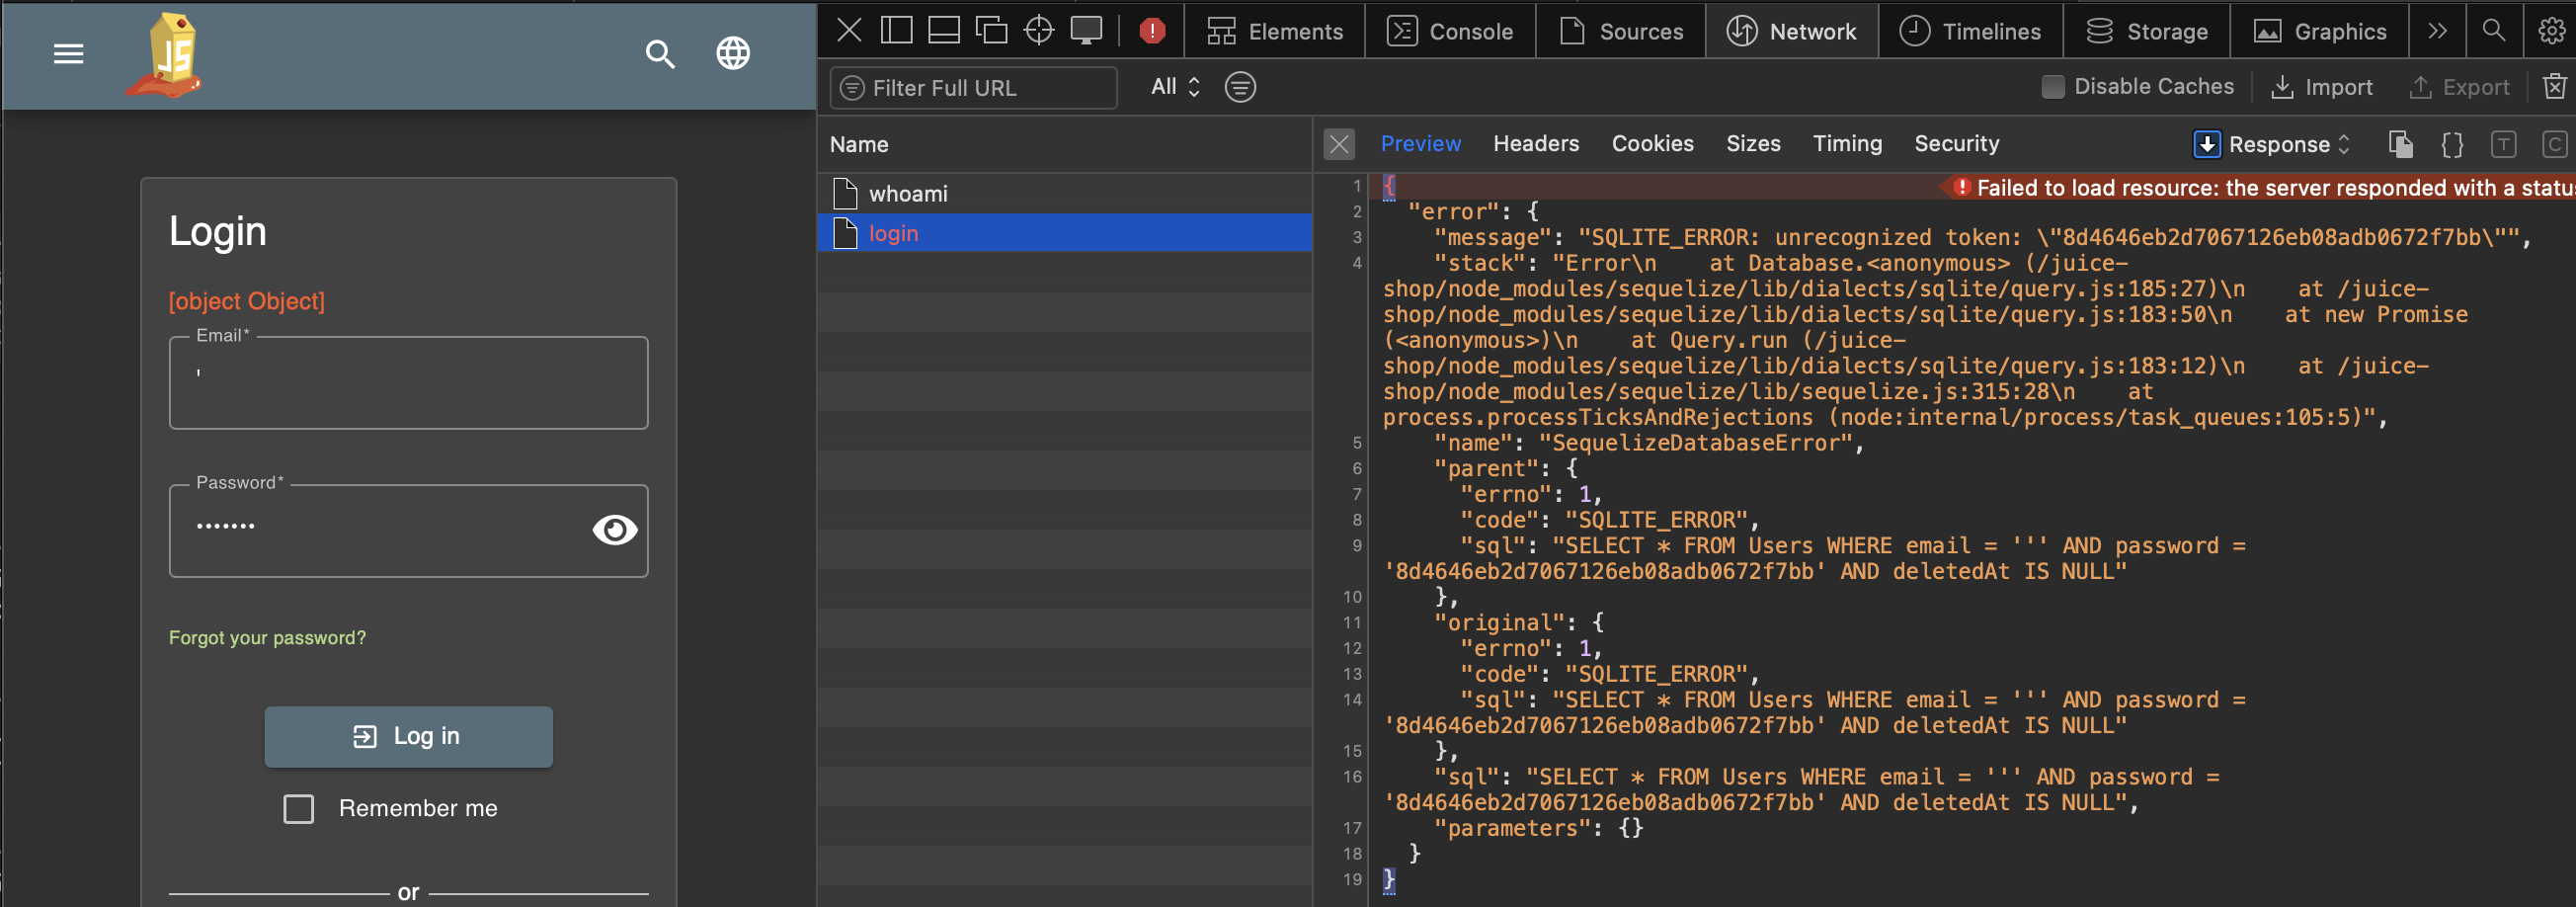 JS
Elements
Console
Sources
Network
Timelines
Storage
Graphics
Filter Full URL
All
Disable Caches
Import
Export
Name
whoami
login
Preview
Headers
Cookies
Sizes
Timing
Security
Response
Login
[object Object]
Email*
'
Password*
•••••••
Forgot your password?
Log in
Remember me
or
1 {
Failed to load resource: the server responded with a statu
2 "error": {
3 "message": "SQLITE_ERROR: unrecognized token: \"8d4646eb2d7067126eb08adb0672f7bb\"",
4 "stack": "Error\n    at Database.<anonymous> (/juice-
shop/node_modules/sequelize/lib/dialects/sqlite/query.js:185:27)\n    at /juice-
shop/node_modules/sequelize/lib/dialects/sqlite/query.js:183:50\n    at new Promise
(<anonymous>)\n    at Query.run (/juice-
shop/node_modules/sequelize/lib/dialects/sqlite/query.js:183:12)\n    at /juice-
shop/node_modules/sequelize/lib/sequelize.js:315:28\n    at
process.processTicksAndRejections (node:internal/process/task_queues:105:5)",
5 "name": "SequelizeDatabaseError",
6 "parent": {
7 "errno": 1,
8 "code": "SQLITE_ERROR",
9 "sql": "SELECT * FROM Users WHERE email = ''' AND password =
'8d4646eb2d7067126eb08adb0672f7bb' AND deletedAt IS NULL"
10 },
11 "original": {
12 "errno": 1,
13 "code": "SQLITE_ERROR",
14 "sql": "SELECT * FROM Users WHERE email = ''' AND password =
'8d4646eb2d7067126eb08adb0672f7bb' AND deletedAt IS NULL"
15 },
16 "sql": "SELECT * FROM Users WHERE email = ''' AND password =
'8d4646eb2d7067126eb08adb0672f7bb' AND deletedAt IS NULL",
17 "parameters": {}
18 }
19 }